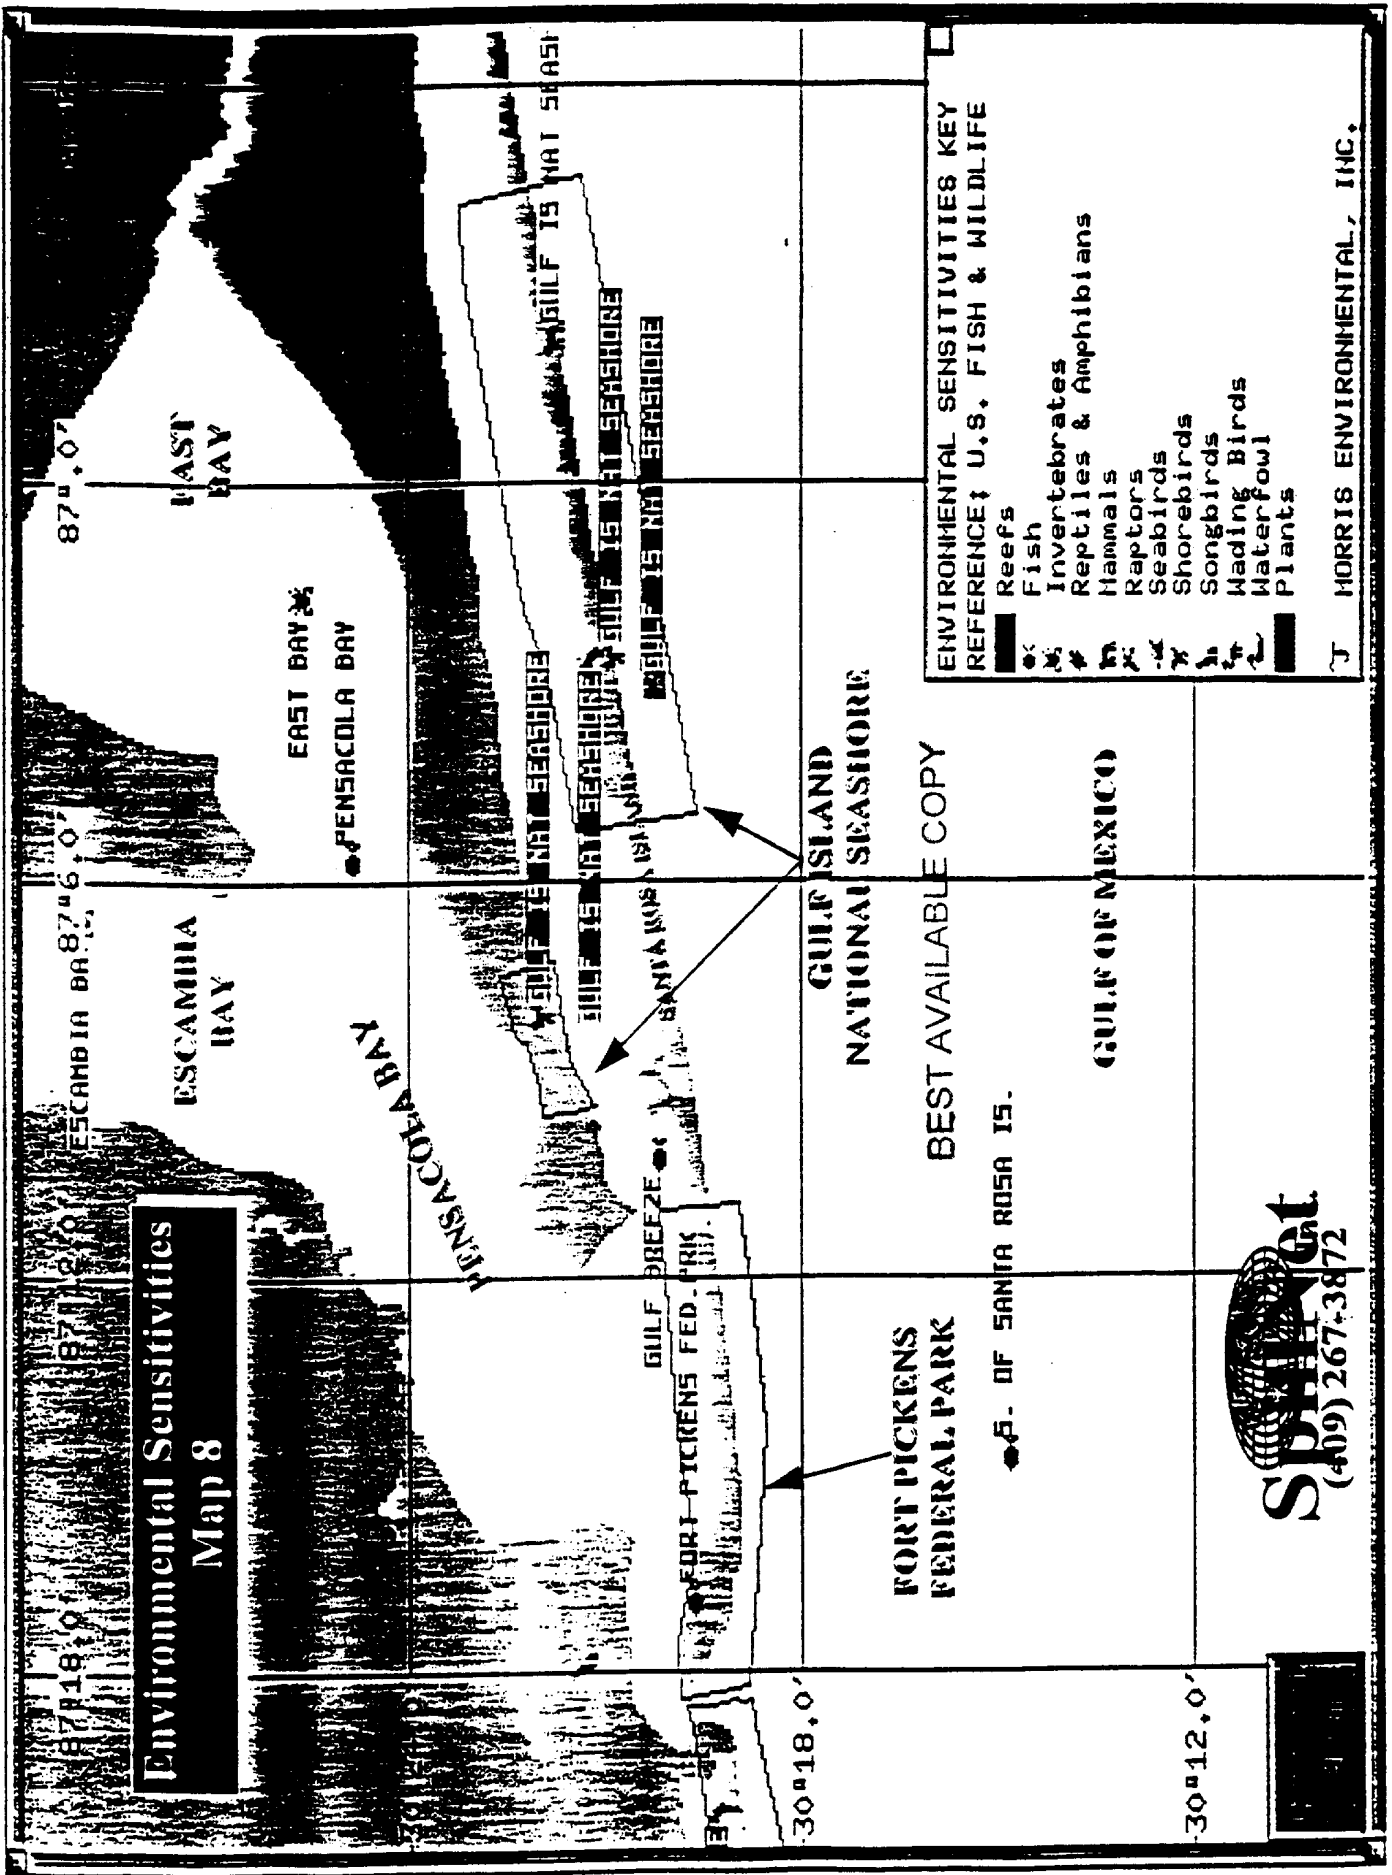 Environmental Sensitivities
Map 8
87°18.0'
87°12.0'
87°6.0'
87°.0'
ESCAMBIA BA
ESCAMBIA
BAY
EAST
BAY
EAST BAY
PENSACOLA BAY
PENSACOLA BAY
GULF IS NAT SEASHORE
GULF IS NAT SEASHORE
GULF IS NAT SEASHORE
GULF IS NAT SEASHORE
GULF IS NAT SEASH
SANTA ROSA ISLAND
GULF BREEZE
FORT PICKENS FED. PRK.
GULF ISLAND
NATIONAL SEASHORE
BEST AVAILABLE COPY
FORT PICKENS
FEDERAL PARK
S. OF SANTA ROSA IS.
GULF OF MEXICO
30°18.0'
30°12.0'
ENVIRONMENTAL SENSITIVITIES KEY
REFERENCE; U.S. FISH & WILDLIFE
Reefs
Fish
Invertebrates
Reptiles & Amphibians
Mammals
Raptors
Seabirds
Shorebirds
Songbirds
Wading Birds
Waterfowl
Plants
MORRIS ENVIRONMENTAL, INC.
Spill Net
(409) 267-3872